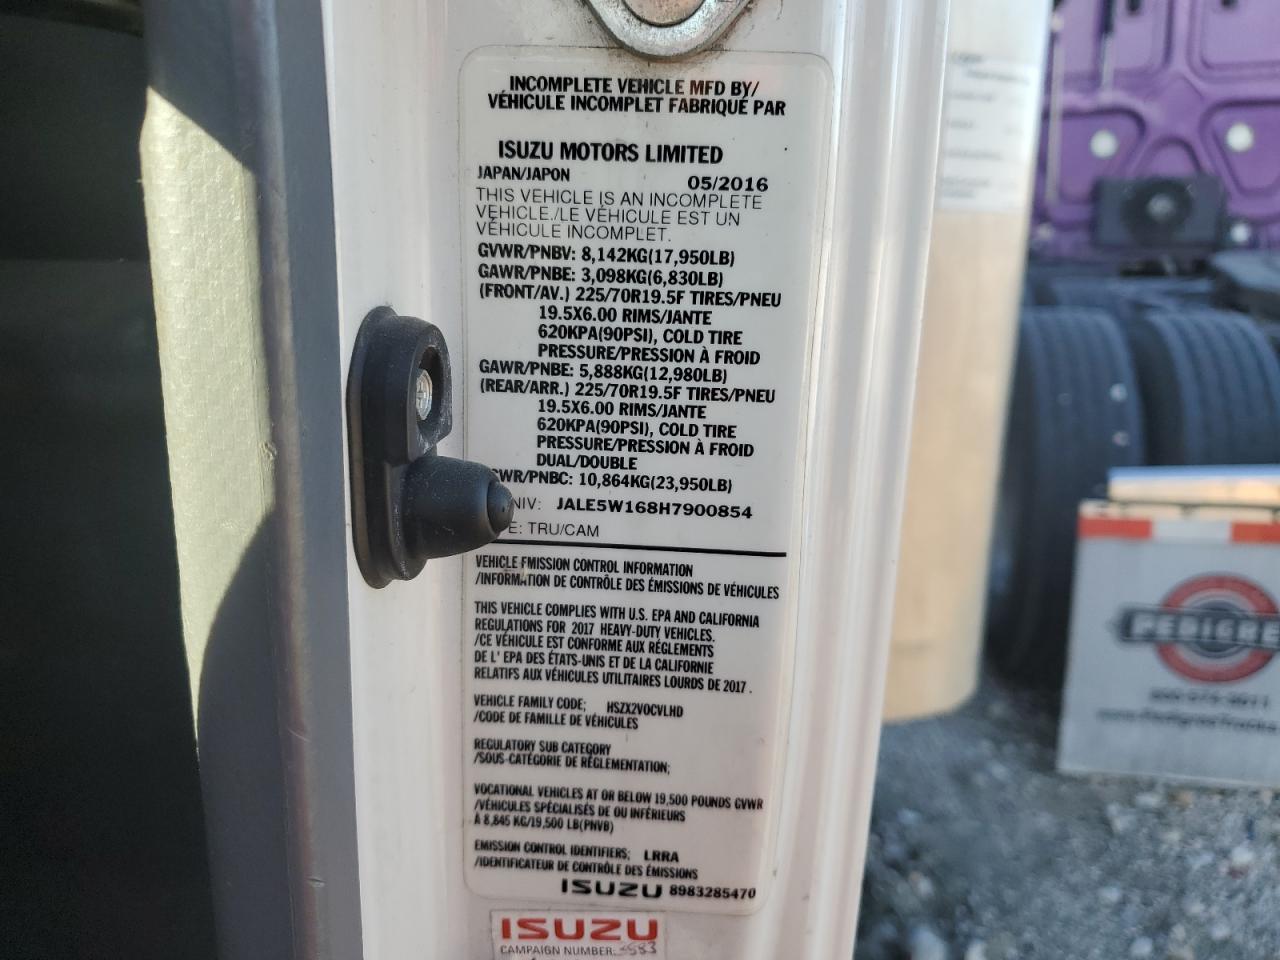 INCOMPLETE VEHICLE MFD BY/
VÉHICULE INCOMPLET FABRIQUÉ PAR
ISUZU MOTORS LIMITED
JAPAN/JAPON 05/2016
THIS VEHICLE IS AN INCOMPLETE
VEHICLE./LE VÉHICULE EST UN
VÉHICULE INCOMPLET.
GVWR/PNBV: 8,142KG(17,950LB)
GAWR/PNBE: 3,098KG(6,830LB)
(FRONT/AV.) 225/70R19.5F TIRES/PNEU
19.5X6.00 RIMS/JANTE
620KPA(90PSI), COLD TIRE
PRESSURE/PRESSION À FROID
GAWR/PNBE: 5,888KG(12,980LB)
(REAR/ARR.) 225/70R19.5F TIRES/PNEU
19.5X6.00 RIMS/JANTE
620KPA(90PSI), COLD TIRE
PRESSURE/PRESSION À FROID
DUAL/DOUBLE
CWR/PNBC: 10,864KG(23,950LB)
NIV: JALE5W168H7900854
E: TRU/CAM
VEHICLE EMISSION CONTROL INFORMATION
/INFORMATION DE CONTRÔLE DES ÉMISSIONS DE VÉHICULES
THIS VEHICLE COMPLIES WITH U.S. EPA AND CALIFORNIA
REGULATIONS FOR 2017 HEAVY-DUTY VEHICLES.
/CE VÉHICULE EST CONFORME AUX RÉGLEMENTS
DE L' EPA DES ÉTATS-UNIS ET DE LA CALIFORNIE
RELATIFS AUX VÉHICULES UTILITAIRES LOURDS DE 2017.
VEHICLE FAMILY CODE; HSZX2VOCVLHD
/CODE DE FAMILLE DE VÉHICULES
REGULATORY SUB CATEGORY
/SOUS-CATÉGORIE DE RÉGLEMENTATION;
VOCATIONAL VEHICLES AT OR BELOW 19,500 POUNDS GVWR
/VÉHICULES SPÉCIALISÉS DE OU INFÉRIEURS
À 8,845 KG/19,500 LB(PNVB)
EMISSION CONTROL IDENTIFIERS; LRRA
/IDENTIFICATEUR DE CONTRÔLE DES ÉMISSIONS
ISUZU 8983285470
ISUZU
CAMPAIGN NUMBER:
PEDIGREE